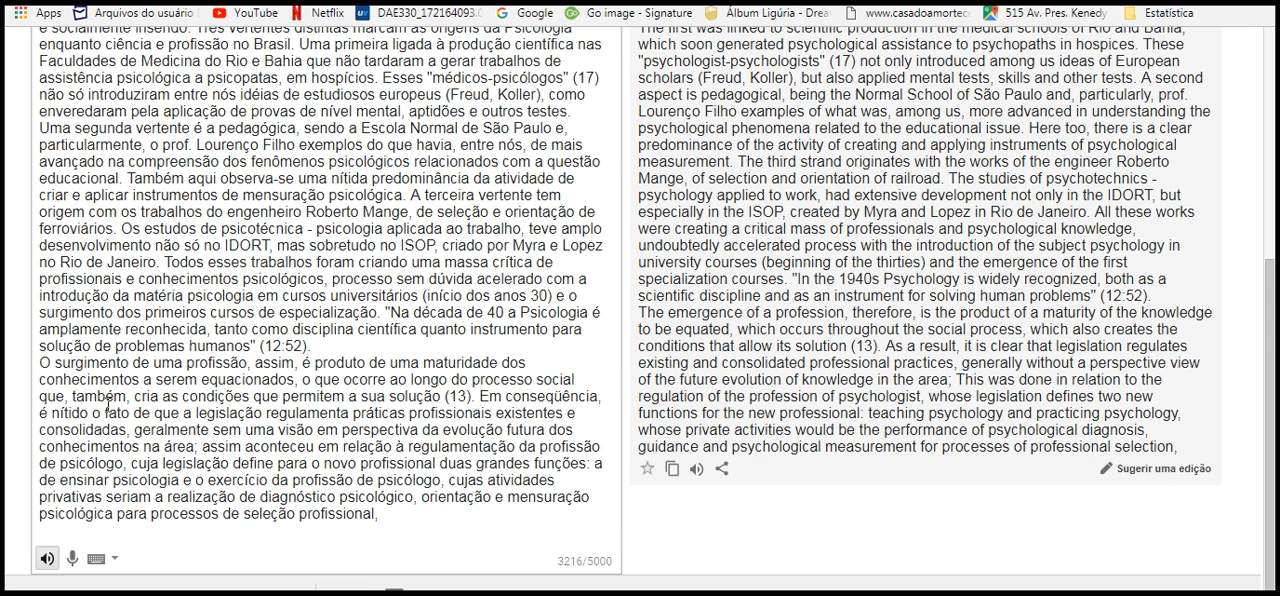 Apps
Arquivos do usuário
YouTube
Netflix
DAE330_172164093.
Google
Go image - Signature
Álbum Ligúria - Drea
www.casadoamortec
515 Av. Pres. Kenedy
Estatística
e socialmente inserido. Três vertentes distintas marcam as origens da Psicologia
enquanto ciência e profissão no Brasil. Uma primeira ligada à produção científica nas
Faculdades de Medicina do Rio e Bahia que não tardaram a gerar trabalhos de
assistência psicológica a psicopatas, em hospícios. Esses "médicos-psicólogos" (17)
não só introduziram entre nós idéias de estudiosos europeus (Freud, Koller), como
enveredaram pela aplicação de provas de nível mental, aptidões e outros testes.
Uma segunda vertente é a pedagógica, sendo a Escola Normal de São Paulo e,
particularmente, o prof. Lourenço Filho exemplos do que havia, entre nós, de mais
avançado na compreensão dos fenômenos psicológicos relacionados com a questão
educacional. Também aqui observa-se uma nítida predominância da atividade de
criar e aplicar instrumentos de mensuração psicológica. A terceira vertente tem
origem com os trabalhos do engenheiro Roberto Mange, de seleção e orientação de
ferroviários. Os estudos de psicotécnica - psicologia aplicada ao trabalho, teve amplo
desenvolvimento não só no IDORT, mas sobretudo no ISOP, criado por Myra e Lopez
no Rio de Janeiro. Todos esses trabalhos foram criando uma massa crítica de
profissionais e conhecimentos psicológicos, processo sem dúvida acelerado com a
introdução da matéria psicologia em cursos universitários (início dos anos 30) e o
surgimento dos primeiros cursos de especialização. "Na década de 40 a Psicologia é
amplamente reconhecida, tanto como disciplina científica quanto instrumento para
solução de problemas humanos" (12:52).
O surgimento de uma profissão, assim, é produto de uma maturidade dos
conhecimentos a serem equacionados, o que ocorre ao longo do processo social
que, também, cria as condições que permitem a sua solução (13). Em conseqüência,
é nítido o fato de que a legislação regulamenta práticas profissionais existentes e
consolidadas, geralmente sem uma visão em perspectiva da evolução futura dos
conhecimentos na área; assim aconteceu em relação à regulamentação da profissão
de psicólogo, cuja legislação define para o novo profissional duas grandes funções: a
de ensinar psicologia e o exercício da profissão de psicólogo, cujas atividades
privativas seriam a realização de diagnóstico psicológico, orientação e mensuração
psicológica para processos de seleção profissional,
3216/5000
The first was linked to scientific production in the medical schools of Rio and Bahia,
which soon generated psychological assistance to psychopaths in hospices. These
"psychologist-psychologists" (17) not only introduced among us ideas of European
scholars (Freud, Koller), but also applied mental tests, skills and other tests. A second
aspect is pedagogical, being the Normal School of São Paulo and, particularly, prof.
Lourenço Filho examples of what was, among us, more advanced in understanding the
psychological phenomena related to the educational issue. Here too, there is a clear
predominance of the activity of creating and applying instruments of psychological
measurement. The third strand originates with the works of the engineer Roberto
Mange, of selection and orientation of railroad. The studies of psychotechnics -
psychology applied to work, had extensive development not only in the IDORT, but
especially in the ISOP, created by Myra and Lopez in Rio de Janeiro. All these works
were creating a critical mass of professionals and psychological knowledge,
undoubtedly accelerated process with the introduction of the subject psychology in
university courses (beginning of the thirties) and the emergence of the first
specialization courses. "In the 1940s Psychology is widely recognized, both as a
scientific discipline and as an instrument for solving human problems" (12:52).
The emergence of a profession, therefore, is the product of a maturity of the knowledge
to be equated, which occurs throughout the social process, which also creates the
conditions that allow its solution (13). As a result, it is clear that legislation regulates
existing and consolidated professional practices, generally without a perspective view
of the future evolution of knowledge in the area; This was done in relation to the
regulation of the profession of psychologist, whose legislation defines two new
functions for the new professional: teaching psychology and practicing psychology,
whose private activities would be the performance of psychological diagnosis,
guidance and psychological measurement for processes of professional selection,
Sugerir uma edição